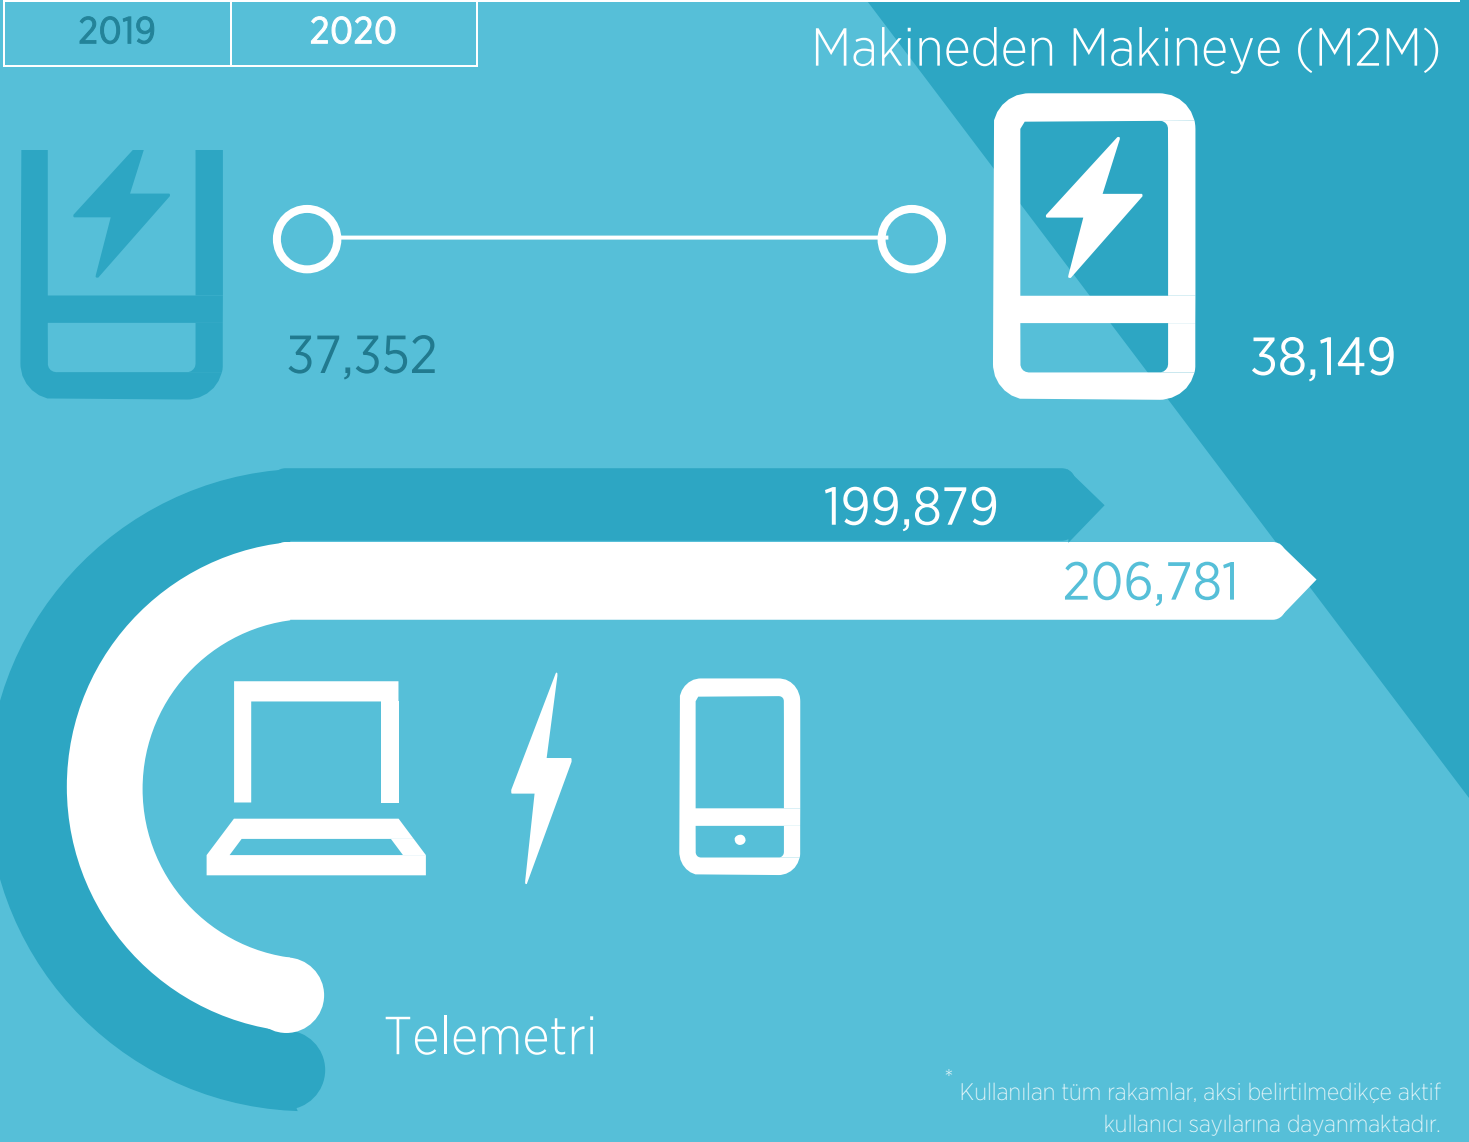 2019 2020
Makineden Makineye (M2M)
37,352
38,149
199,879
206,781
Telemetri
* Kullanılan tüm rakamlar, aksi belirtilmedikçe aktif
kullanıcı sayılarına dayanmaktadır.